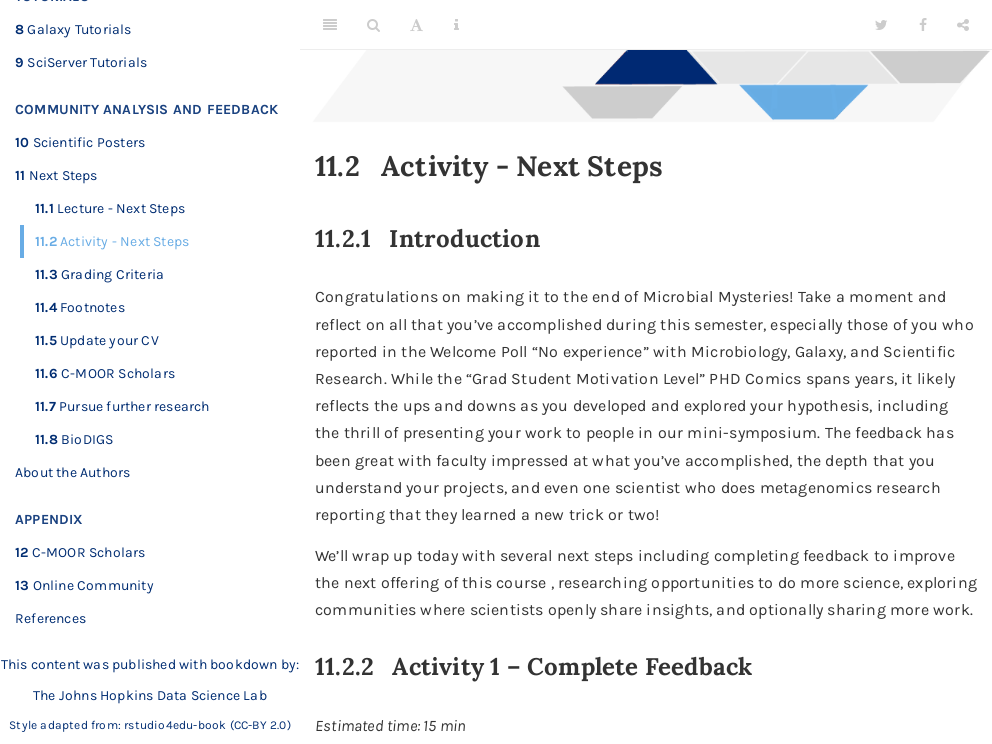 8 Galaxy Tutorials
9 SciServer Tutorials
COMMUNITY ANALYSIS AND FEEDBACK
10 Scientific Posters
11 Next Steps
11.1 Lecture - Next Steps
11.2 Activity - Next Steps
11.3 Grading Criteria
11.4 Footnotes
11.5 Update your CV
11.6 C-MOOR Scholars
11.7 Pursue further research
11.8 BioDIGS
About the Authors
APPENDIX
12 C-MOOR Scholars
13 Online Community
References
This content was published with bookdown by:
The Johns Hopkins Data Science Lab
Style adapted from: rstudio4edu-book (CC-BY 2.0)
11.2 Activity - Next Steps
11.2.1 Introduction
Congratulations on making it to the end of Microbial Mysteries! Take a moment and
reflect on all that you’ve accomplished during this semester, especially those of you who
reported in the Welcome Poll “No experience” with Microbiology, Galaxy, and Scientific
Research. While the “Grad Student Motivation Level” PHD Comics spans years, it likely
reflects the ups and downs as you developed and explored your hypothesis, including
the thrill of presenting your work to people in our mini-symposium. The feedback has
been great with faculty impressed at what you’ve accomplished, the depth that you
understand your projects, and even one scientist who does metagenomics research
reporting that they learned a new trick or two!
We’ll wrap up today with several next steps including completing feedback to improve
the next offering of this course , researching opportunities to do more science, exploring
communities where scientists openly share insights, and optionally sharing more work.
11.2.2 Activity 1 – Complete Feedback
Estimated time: 15 min